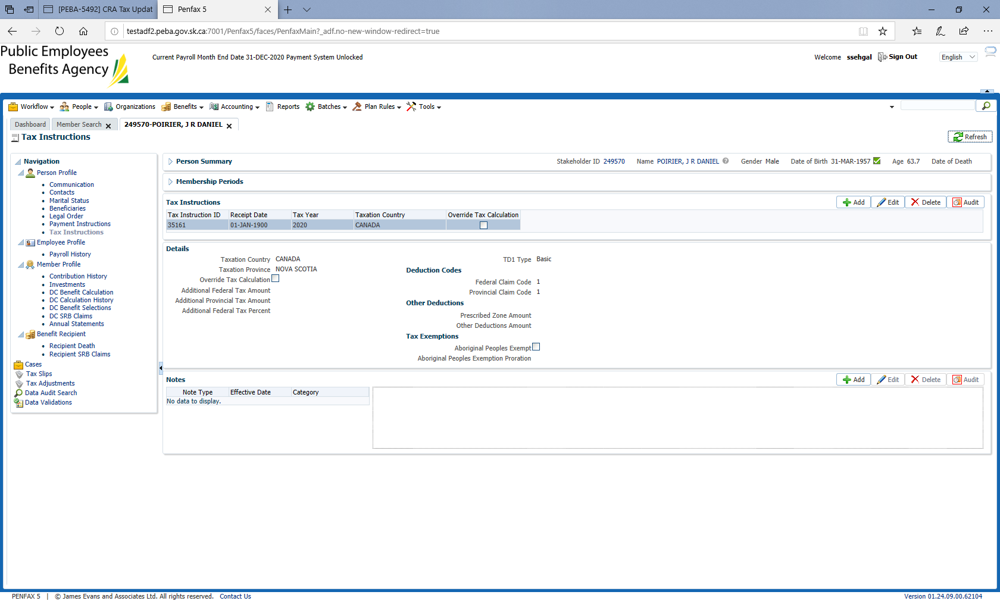 [PEBA-5492] CRA Tax Updat
Penfax 5
testadf2.peba.gov.sk.ca:7001/Penfax5/faces/PenfaxMain?_adf.no-new-window-redirect=true
Public Employees
Benefits Agency
Current Payroll Month End Date 31-DEC-2020 Payment System Unlocked
Welcome ssehgal Sign Out English
Workflow People Organizations Benefits Accounting Reports Batches Plan Rules Tools
Dashboard Member Search 249570-POIRIER, J R DANIEL
Tax Instructions
Refresh
Navigation
Person Profile
Communication
Contacts
Marital Status
Beneficiaries
Legal Order
Payment Instructions
Tax Instructions
Employee Profile
Payroll History
Member Profile
Contribution History
Investments
DC Benefit Calculation
DC Calculation History
DC Benefit Selections
DC SRB Claims
Annual Statements
Benefit Recipient
Recipient Death
Recipient SRB Claims
Cases
Tax Slips
Tax Adjustments
Data Audit Search
Data Validations
Person Summary
Stakeholder ID 249570 Name POIRIER, J R DANIEL Gender Male Date of Birth 31-MAR-1957 Age 63.7 Date of Death
Membership Periods
Tax Instructions
Add Edit Delete Audit
Tax Instruction ID Receipt Date Tax Year Taxation Country Override Tax Calculation
35161 01-JAN-1900 2020 CANADA
Details
Taxation Country CANADA
Taxation Province NOVA SCOTIA
Override Tax Calculation
Additional Federal Tax Amount
Additional Provincial Tax Amount
Additional Federal Tax Percent
TD1 Type Basic
Deduction Codes
Federal Claim Code 1
Provincial Claim Code 1
Other Deductions
Prescribed Zone Amount
Other Deductions Amount
Tax Exemptions
Aboriginal Peoples Exempt
Aboriginal Peoples Exemption Proration
Notes
Add Edit Delete Audit
Note Type Effective Date Category
No data to display.
PENFAX 5 | © James Evans and Associates Ltd. All rights reserved. Contact Us
Version 01.24.09.00.62104